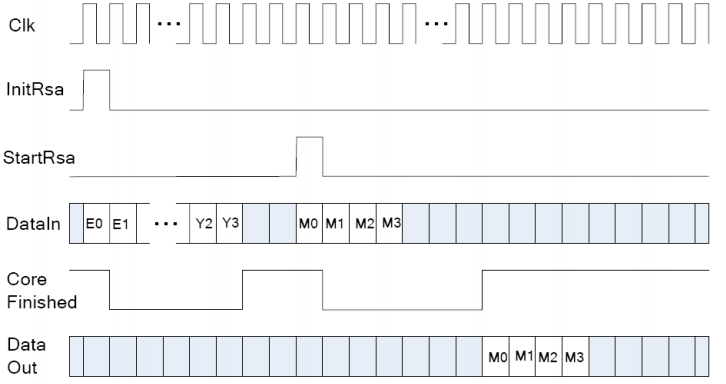 Clk ... ...
InitRsa
StartRsa
DataIn E0 E1 ... Y2 Y3 M0 M1 M2 M3
Core
Finished
Data
Out M0 M1 M2 M3